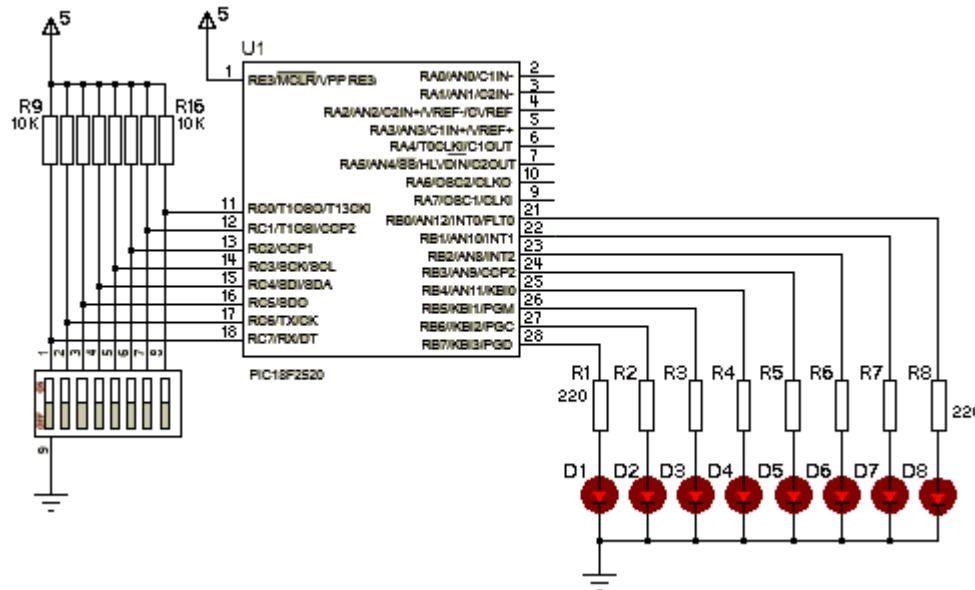 5
5
U1
R9
10K
R16
10K
1
RE3/MCLR/VPP RE3/
11
RC0/T1OSO/T13CKI
12
RC1/T1OSI/CCP2
13
RC2/CCP1
14
RC3/SCK/SCL
15
RC4/SDI/SDA
16
RC5/SDO
17
RC6/TX/CK
18
RC7/RX/DT
RA0/AN0/C1IN-
2
RA1/AN1/C2IN-
3
RA2/AN2/C2IN+/VREF-/CVREF
4
RA3/AN3/C1IN+/VREF+
5
RA4/T0CLKI/C1OUT
6
RA5/AN4/SS/HLVDIN/C2OUT
7
RA6/OSC2/CLKO
10
RA7/OSC1/CLKI
9
RB0/AN12/INT0/FLT0
21
RB1/AN10/INT1
22
RB2/AN8/INT2
23
RB3/AN9/CCP2
24
RB4/AN11/KBI0
25
RB5/KBI1/PGM
26
RB6/KBI2/PGC
27
RB7/KBI3/PGD
28
PIC18F2520
1 2 3 4 5 6 7 8
ON
OFF
9
R1 R2 R3 R4 R5 R6 R7 R8
220
220
D1 D2 D3 D4 D5 D6 D7 D8